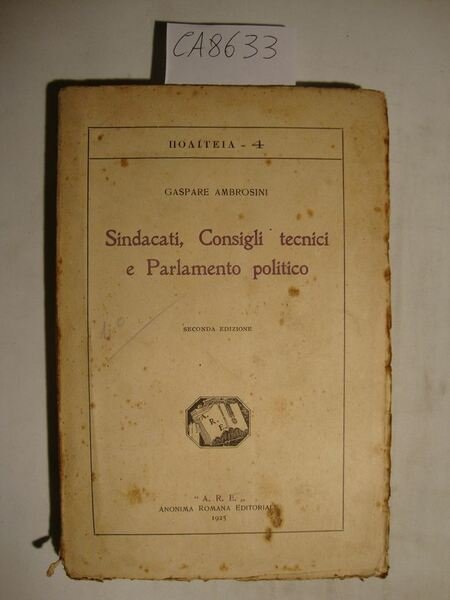 CA8633
ΠΟΛΙΤΕΙΑ - 4
GASPARE AMBROSINI
Sindacati, Consigli tecnici
e Parlamento politico
SECONDA EDIZIONE
A. R. E.
" A. R. E. „
ANONIMA ROMANA EDITORIALE
1925